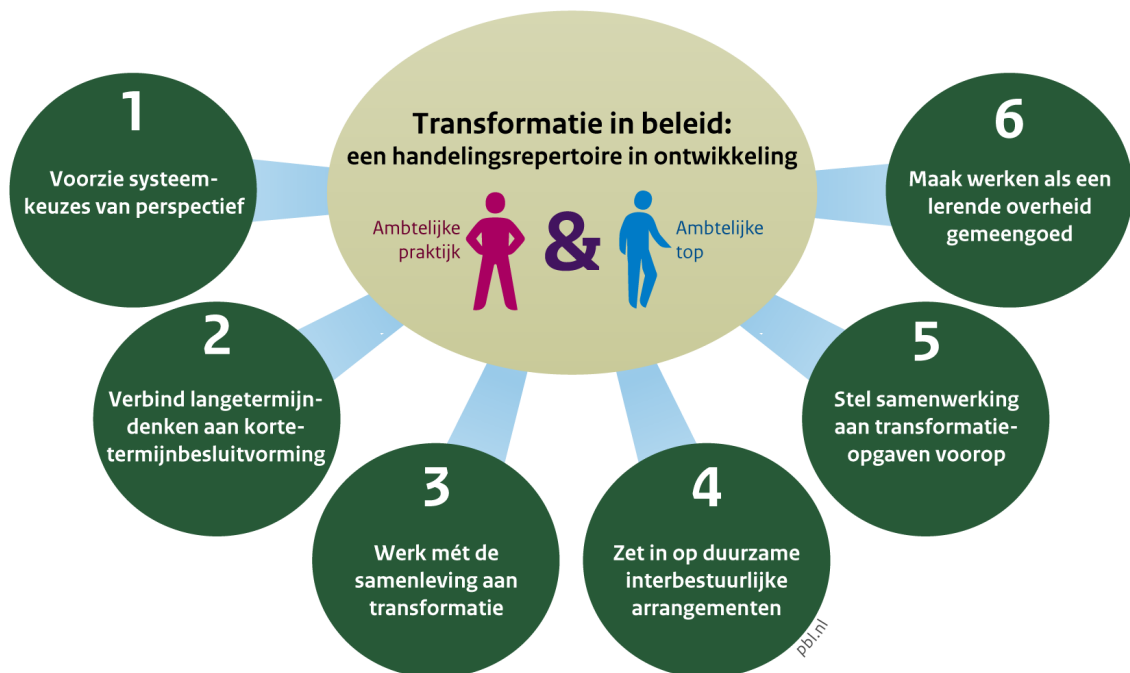 Transformatie in beleid:
een handelingsrepertoire in ontwikkeling
Ambtelijke
praktijk
&
Ambtelijke
top
1
Voorzie systeem-
keuzes van perspectief
2
Verbind langetermijn-
denken aan korte-
termijnbesluitvorming
3
Werk mét de
samenleving aan
transformatie
4
Zet in op duurzame
interbestuurlijke
arrangementen
5
Stel samenwerking
aan transformatie-
opgaven voorop
6
Maak werken als een
lerende overheid
gemeengoed
pbl.nl